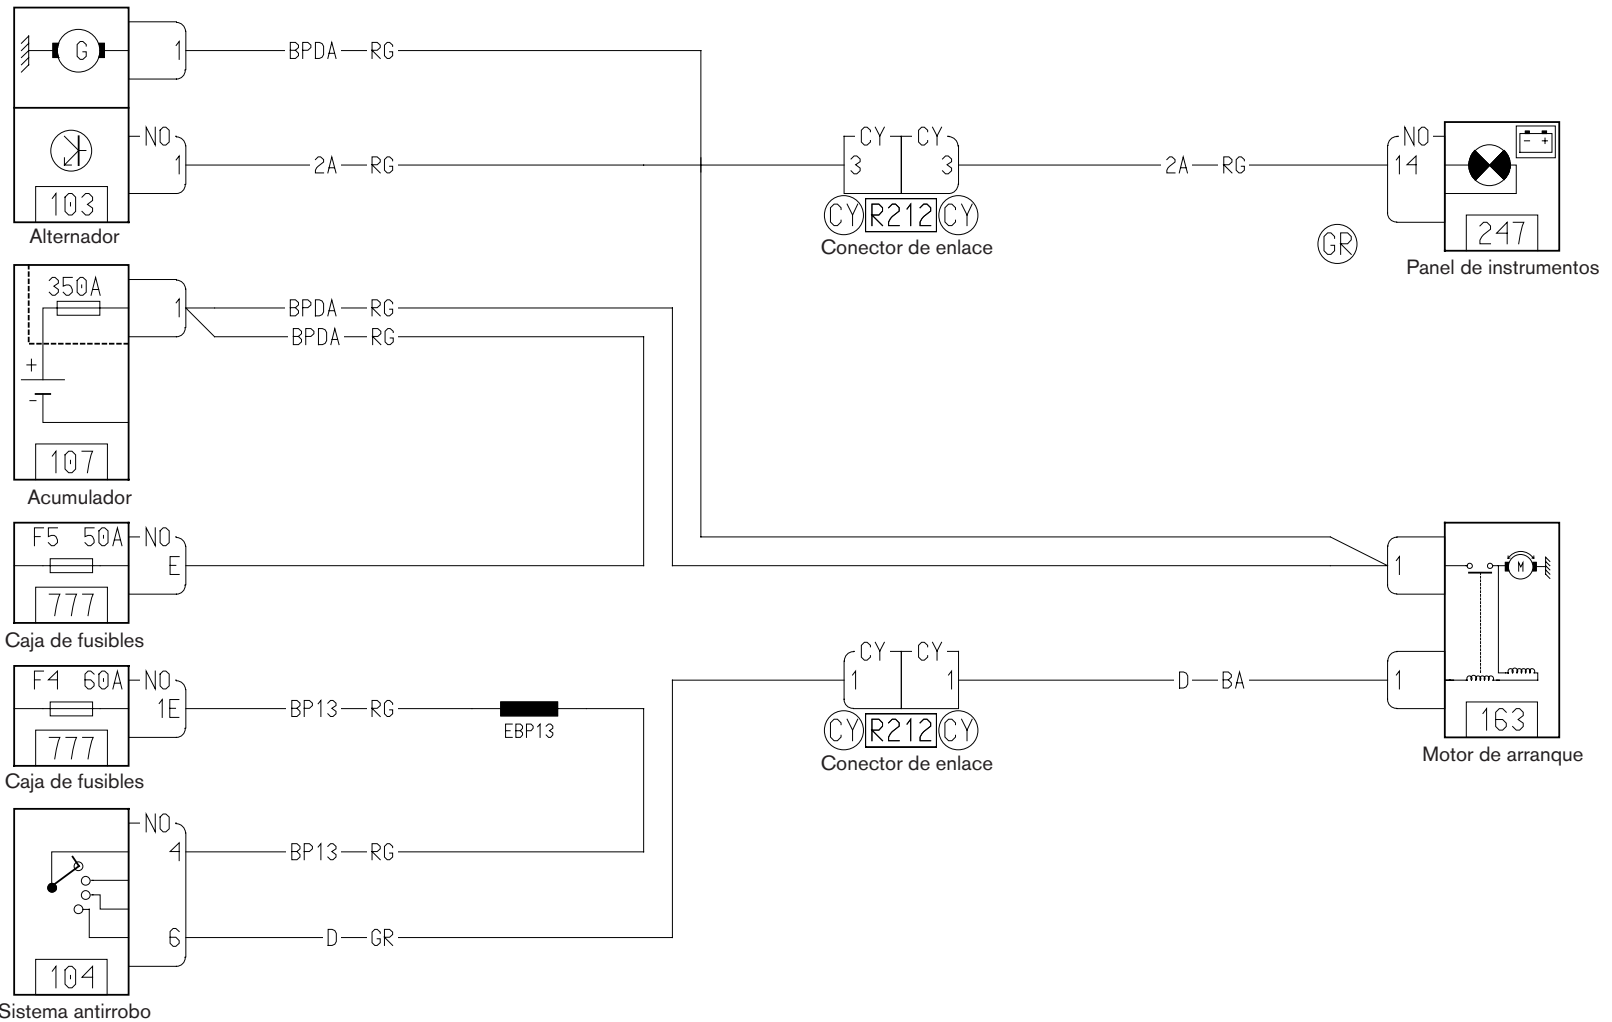 G
1 BPDA RG
NO CY CY NO
1 2A RG 3 3 2A RG 14
103
CY R212 CY
247
Alternador
Conector de enlace
GR
Panel de instrumentos
350A
1 BPDA RG
BPDA RG
+
-
107
Acumulador
F5 50A NO
E
1 M
777
Caja de fusibles
F4 60A NO
1E BP13 RG
EBP13
CY CY
1 1 D BA 1
777
CY R212 CY
163
Caja de fusibles
Conector de enlace
Motor de arranque
NO
4 BP13 RG
6 D GR
104
Sistema antirrobo